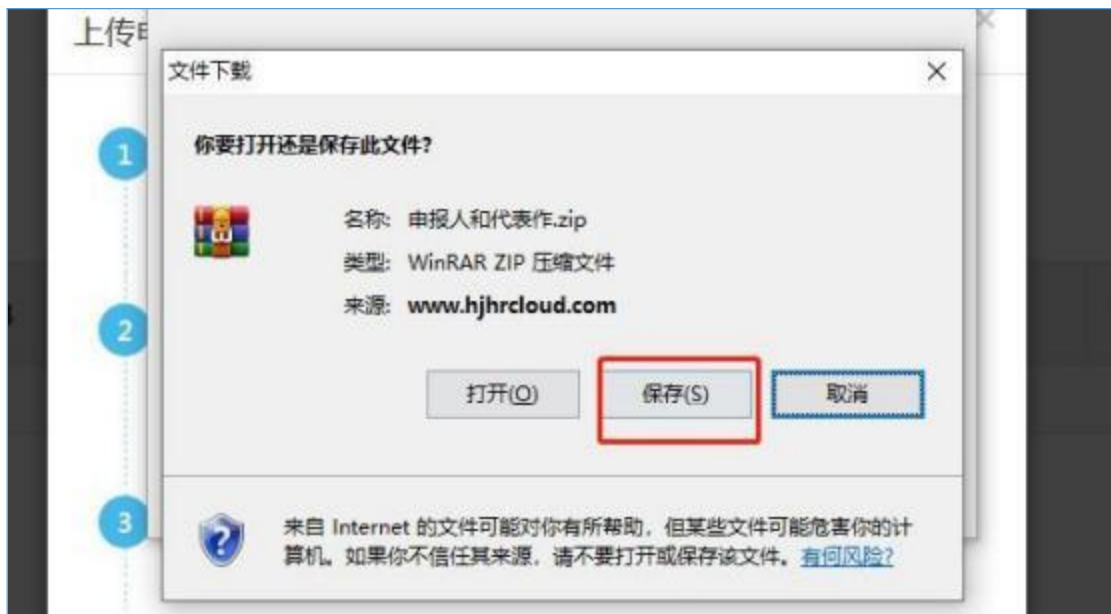 上传
文件下载
1
你要打开还是保存此文件?
名称: 申报人和代表作.zip
类型: WinRAR ZIP 压缩文件
来源: www.hjhrcloud.com
2
打开(O)
保存(S)
取消
3
来自 Internet 的文件可能对你有所帮助，但某些文件可能危害你的计
算机。如果你不信任其来源，请不要打开或保存该文件。有何风险?